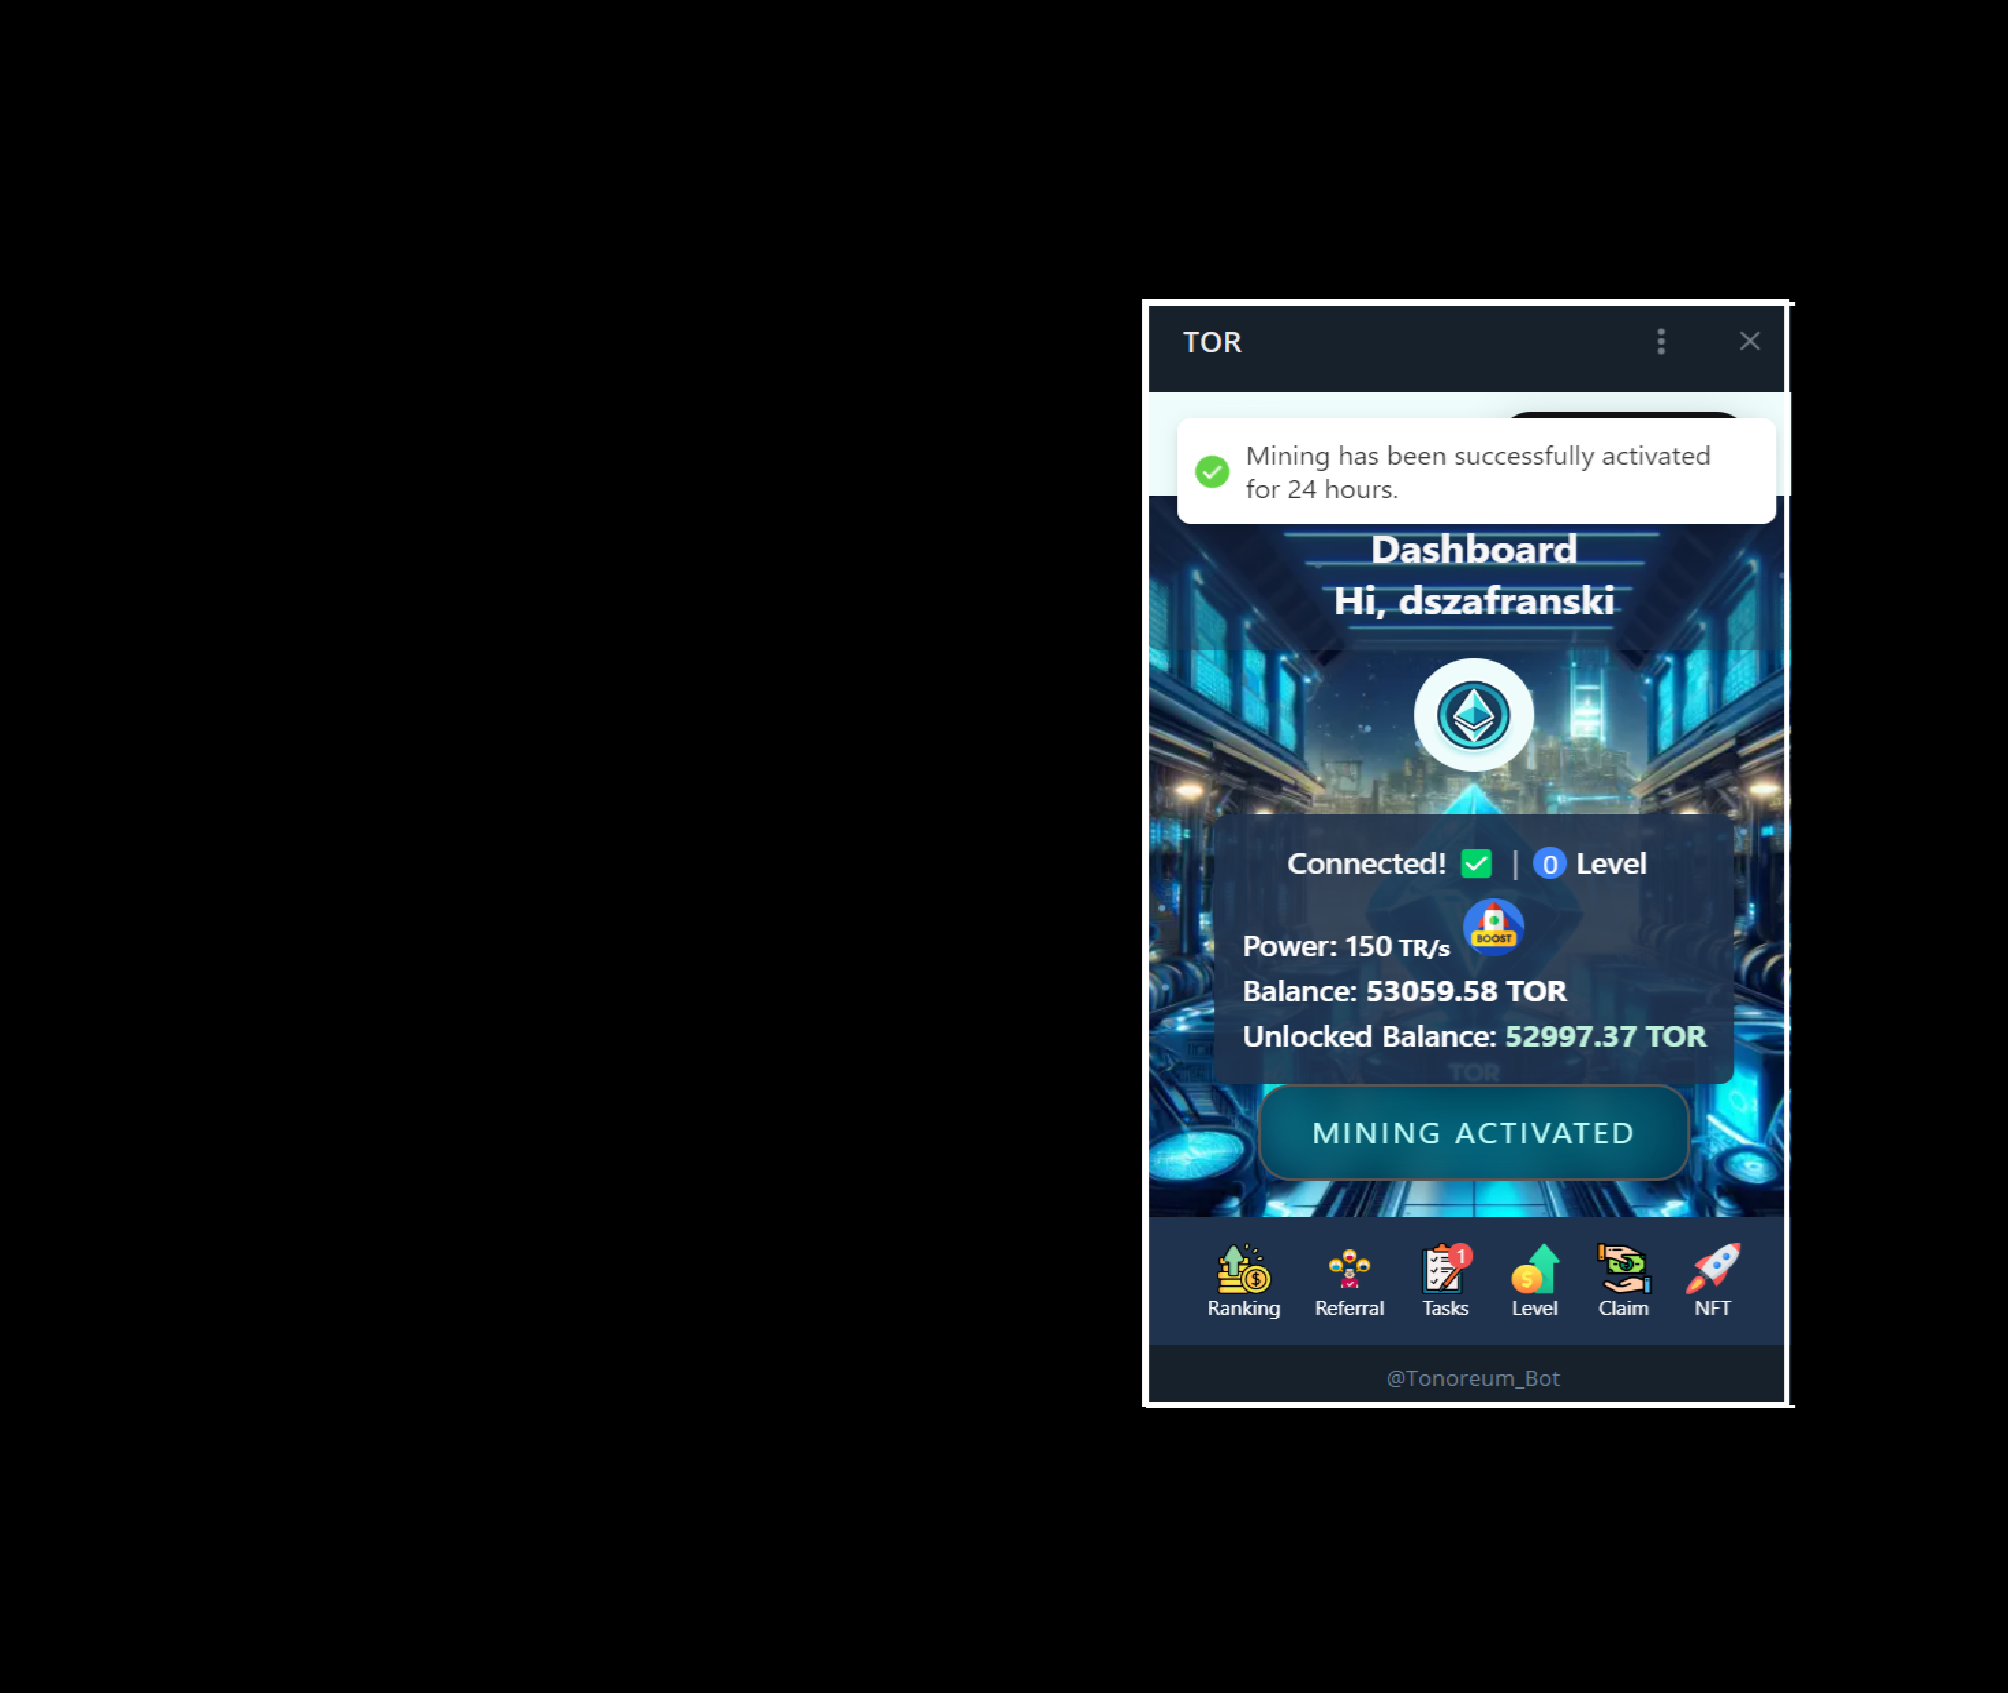 TOR
Mining has been successfully activated
for 24 hours.
Dashboard
Hi, dszafranski
Connected! | 0 Level
BOOST
Power: 150 TR/s
Balance: 53059.58 TOR
Unlocked Balance: 52997.37 TOR
TOR
MINING ACTIVATED
1
Ranking Referral Tasks Level Claim NFT
@Tonoreum_Bot